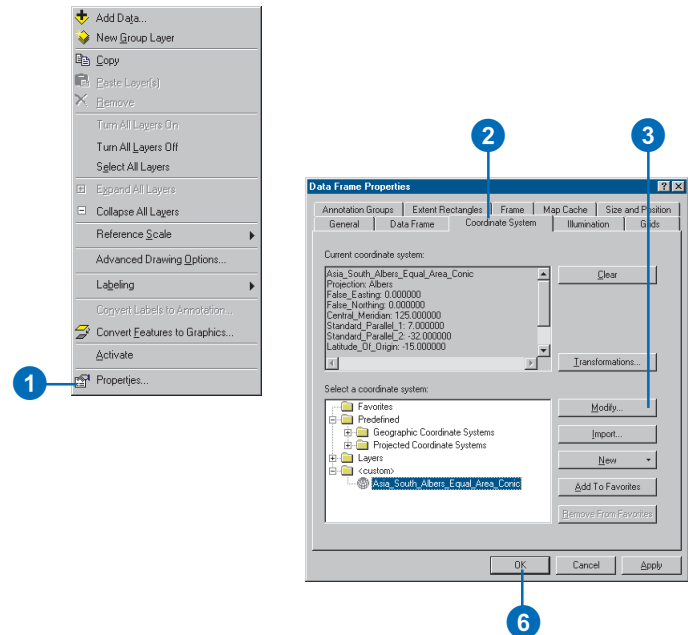 Add Data...
New Group Layer
Copy
Paste Layer(s)
Remove
Turn All Layers On
Turn All Layers Off
Select All Layers
Expand All Layers
Collapse All Layers
Reference Scale
Advanced Drawing Options...
Labeling
Convert Labels to Annotation...
Convert Features to Graphics...
Activate
1
Properties...
2
3
Data Frame Properties
Annotation Groups Extent Rectangles Frame Map Cache Size and Position
General Data Frame Coordinate System Illumination Grids
Current coordinate system:
Asia_South_Albers_Equal_Area_Conic
Projection: Albers
False_Easting: 0.000000
False_Northing: 0.000000
Central_Meridian: 125.000000
Standard_Parallel_1: 7.000000
Standard_Parallel_2: -32.000000
Latitude_Of_Origin: -15.000000
Clear
Transformations...
Select a coordinate system:
Favorites
Predefined
Geographic Coordinate Systems
Projected Coordinate Systems
Layers
<custom>
Asia_South_Albers_Equal_Area_Conic
Modify...
Import...
New
Add To Favorites
Remove From Favorites
OK Cancel Apply
6